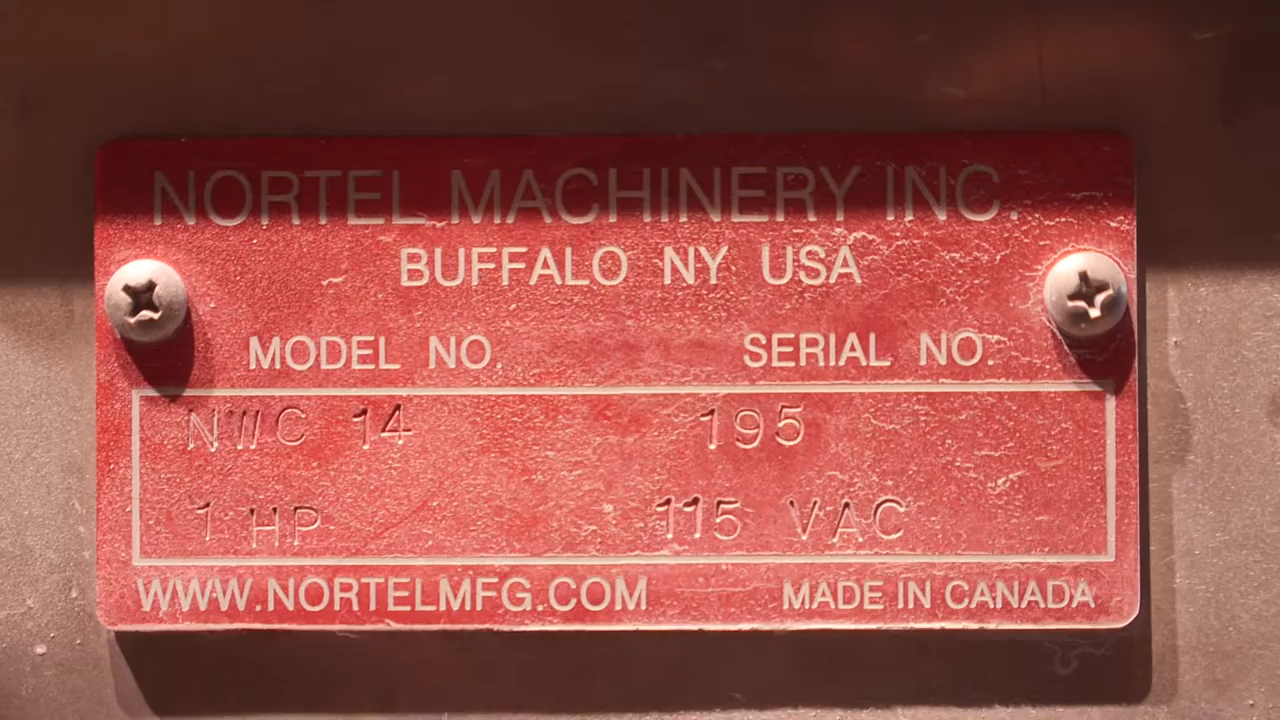 NORTEL MACHINERY INC.
BUFFALO NY USA
MODEL NO. SERIAL NO.
NWC 14 195
1 HP 115 VAC
WWW.NORTELMFG.COM MADE IN CANADA